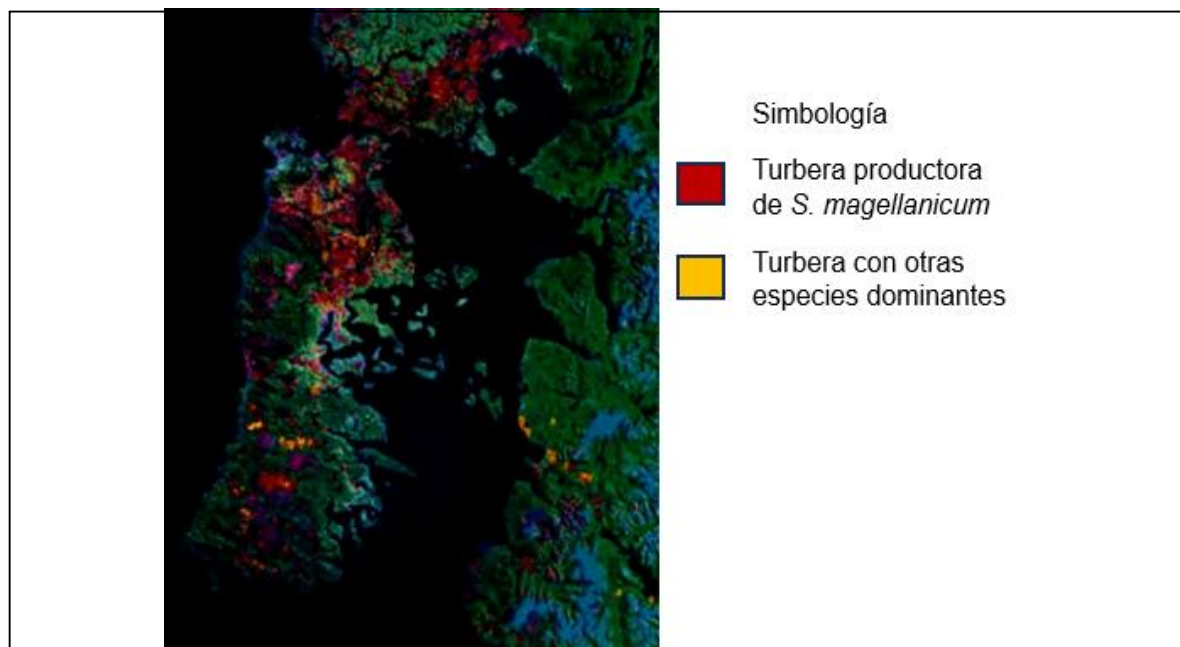 Simbología
Turbera productora
de S. magellanicum
Turbera con otras
especies dominantes